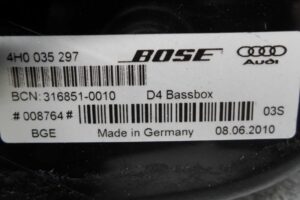 4H0 035 297 BOSE Audi
BCN: 316851-0010 D4 Bassbox
# 008764# 03S
BGE Made in Germany 08.06.2010